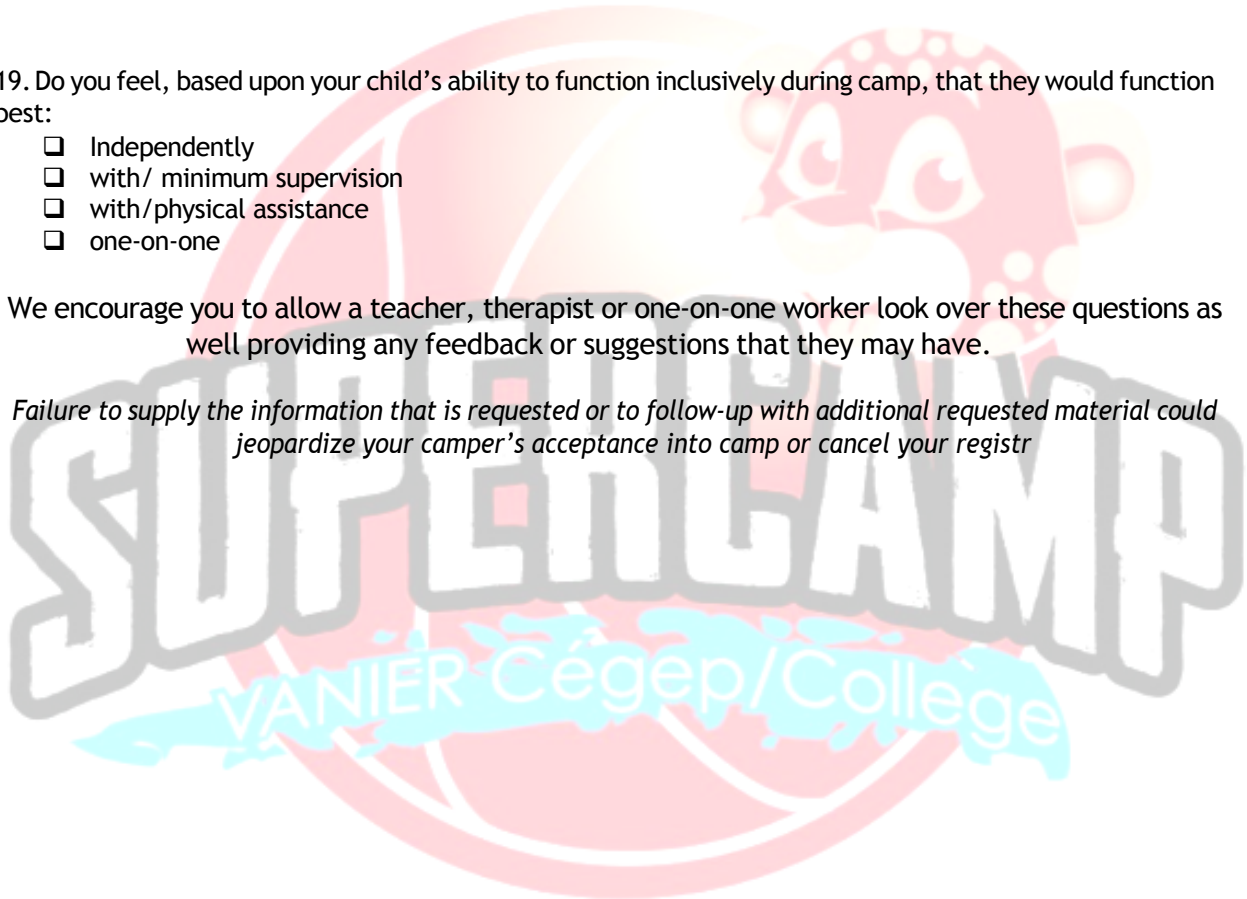 19. Do you feel, based upon your child's ability to function inclusively during camp, that they would function
best:
❑ Independently
❑ with/ minimum supervision
❑ with/physical assistance
❑ one-on-one
We encourage you to allow a teacher, therapist or one-on-one worker look over these questions as
well providing any feedback or suggestions that they may have.
Failure to supply the information that is requested or to follow-up with additional requested material could
jeopardize your camper's acceptance into camp or cancel your registr
SUPERCAMP
VANIER Cégep/College